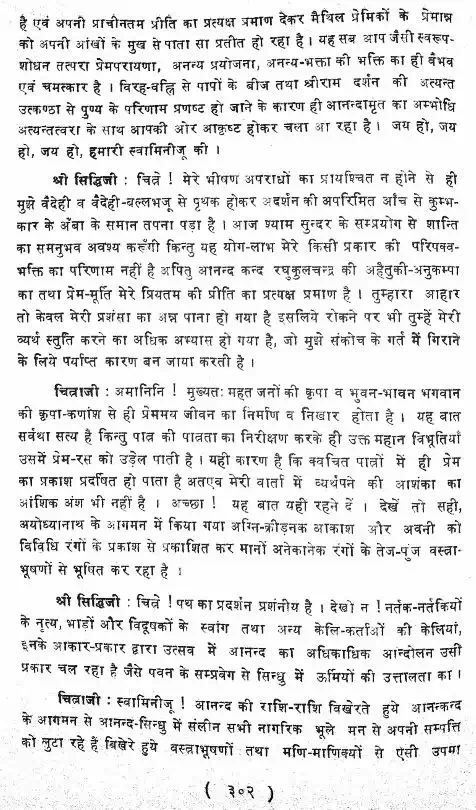 है एवं अपनी प्राचीनतम प्रीति का प्रत्यक्ष प्रमाण देकर मैथिल प्रेमिकों के प्रेमान्न
को अपनी आंखों के मुख से पाता सा प्रतीत हो रहा है । यह सब आप जैसी स्वरूप-
शोधन तत्परा प्रेमपरायणा, अनन्य प्रयोजना, अनन्य-भक्ता की भक्ति का ही वैभव
एवं चमत्कार है । विरह-वह्नि से पापों के बीज तथा श्रीराम दर्शन की अत्यन्त
उत्कण्ठा से पुण्य के परिणाम प्रणष्ट हो जाने के कारण ही आनन्दामृत का अम्भोधि
अत्यन्तत्वरा के साथ आपकी ओर आकृष्ट होकर चला आ रहा है । जय हो, जय
हो, जय हो, हमारी स्वामिनीजू की ।
श्री सिद्धिजी : चित्रे ! मेरे भीषण अपराधों का प्रायश्चित न होने से ही
मुझे वैदेही व वैदेही-बल्लभजू से पृथक होकर अदर्शन की अपरिमित आँच से कुम्भ-
कार के अँवा के समान तपना पड़ा है । आज श्याम सुन्दर के सम्प्रयोग से शान्ति
का समनुभव अवश्य करूँगी किन्तु यह योग-लाभ मेरे किसी प्रकार की परिपक्व-
भक्ति का परिणाम नहीं है अपितु आनन्द कन्द रघुकुलचन्द्र की अहैतुकी-अनुकम्पा
का तथा प्रेम-मूर्ति मेरे प्रियतम की प्रीति का प्रत्यक्ष प्रमाण है । तुम्हारा आहार
तो केवल मेरी प्रशंसा का अन्न पाना हो गया है इसलिये रोकने पर भी तुम्हें मेरी
व्यर्थ स्तुति करने का अधिक अभ्यास हो गया है, जो मुझे संकोच के गर्त में गिराने
के लिये पर्याप्त कारण बन जाया करती है ।
चित्राजी : अमानिनि ! मुख्यतः महत जनों की कृपा व भुवन-भावन भगवान
की कृपा-कणांश से ही प्रेममय जीवन का निर्माण व निखार होता है । यह बात
सर्वथा सत्य है किन्तु पात्र की पात्रता का निरीक्षण करके ही उक्त महान विभूतियाँ
उसमें प्रेम-रस को उड़ेल पाती है । यही कारण है कि क्वचित पात्रों में ही प्रेम
का प्रकाश प्रदषित हो पाता है अतएव मेरी वार्ता में व्यर्थपने की आशंका का
आंशिक अंश भी नहीं है । अच्छा ! यह बात यहीं रहने दें । देखें तो सही,
अयोध्यानाथ के आगमन में किया गया अग्नि-क्रीड़नक आकाश और अवनी को
विविधि रंगों के प्रकाश से प्रकाशित कर मानों अनेकानेक रंगों के तेज-पुंज वस्त्रा-
भूषणों से भूषित कर रहा है ।
श्री सिद्धिजी : चित्रे ! पथ का प्रदर्शन प्रशंनीय है । देखो न ! नर्तक-नर्तकियों
के नृत्य, भाड़ों और विदूषकों के स्वांग तथा अन्य केलि-कर्ताओं की केलियां,
इनके आकार-प्रकार द्वारा उत्सव में आनन्द का अधिकाधिक आन्दोलन उसी
प्रकार चल रहा है जैसे पवन के सम्प्रवेग से सिन्धु में ऊर्मियों की उत्तालता का ।
चित्राजी : स्वामिनीजू ! आनन्द की राशि-राशि विखेरते हुये आनन्दकन्द
के आगमन से आनन्द-सिन्धु में संलीन सभी नागरिक भूले मन से अपनी सम्पत्ति
को लुटा रहे हैं बिखेरे हुये वस्त्राभूषणों तथा मणि-माणिक्यों से ऐसी उपमा
( ३०२ )